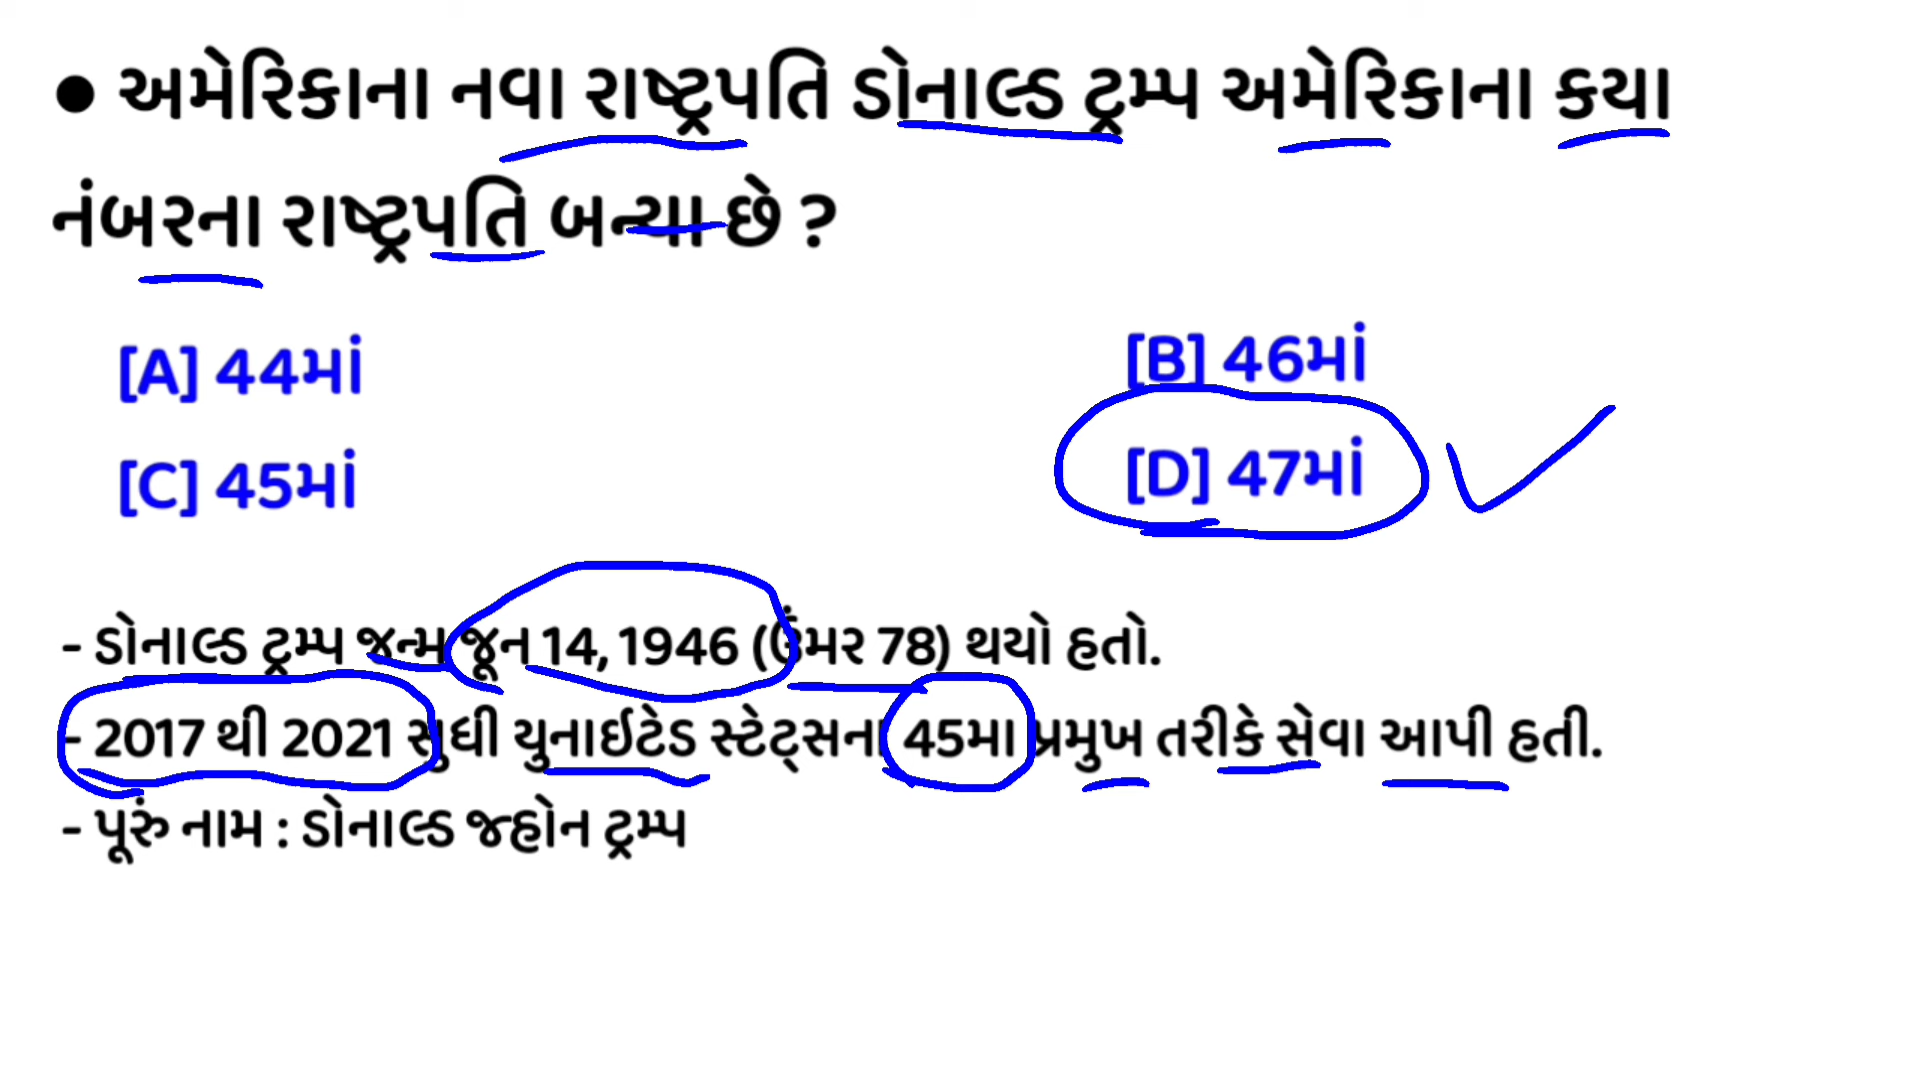 ● અમેરિકાના નવા રાષ્ટ્રપતિ ડોનાલ્ડ ટ્રમ્પ અમેરિકાના કયા
નંબરના રાષ્ટ્રપતિ બન્યા છે ?
[A] 44માં
[B] 46માં
[C] 45માં
[D] 47માં
- ડોનાલ્ડ ટ્રમ્પ જન્મ જૂન 14, 1946 (ઉંમર 78) થયો હતો.
- 2017 થી 2021 સુધી યુનાઈટેડ સ્ટેટ્સના 45મા પ્રમુખ તરીકે સેવા આપી હતી.
- પૂરું નામ : ડોનાલ્ડ જ્હોન ટ્રમ્પ